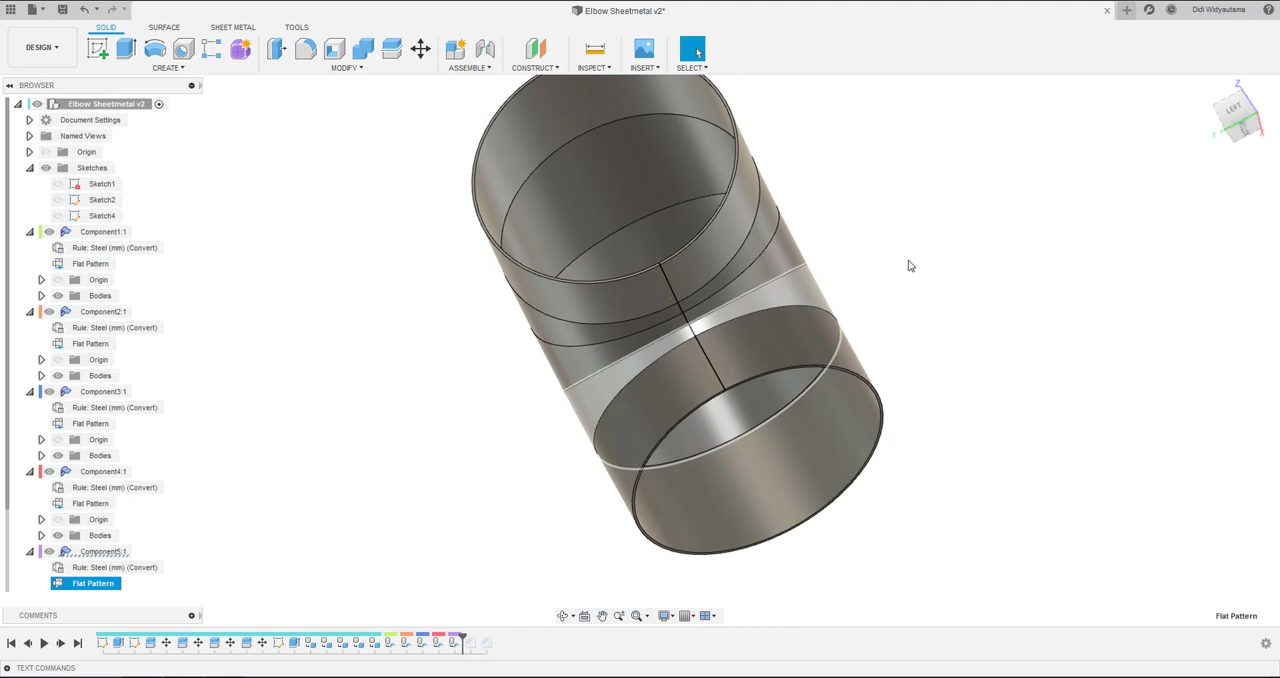 Elbow Sheetmetal v2*
Didi Widyautama
DESIGN
SOLID
SURFACE
SHEET METAL
TOOLS
CREATE
MODIFY
ASSEMBLE
CONSTRUCT
INSPECT
INSERT
SELECT
BROWSER
Elbow Sheetmetal v2
Document Settings
Named Views
Origin
Sketches
Sketch1
Sketch2
Sketch4
Component1:1
Rule: Steel (mm) (Convert)
Flat Pattern
Origin
Bodies
Component2:1
Rule: Steel (mm) (Convert)
Flat Pattern
Origin
Bodies
Component3:1
Rule: Steel (mm) (Convert)
Flat Pattern
Origin
Bodies
Component4:1
Rule: Steel (mm) (Convert)
Flat Pattern
Origin
Bodies
Component5:1
Rule: Steel (mm) (Convert)
Flat Pattern
Z
LEFT
Y
X
COMMENTS
Flat Pattern
TEXT COMMANDS